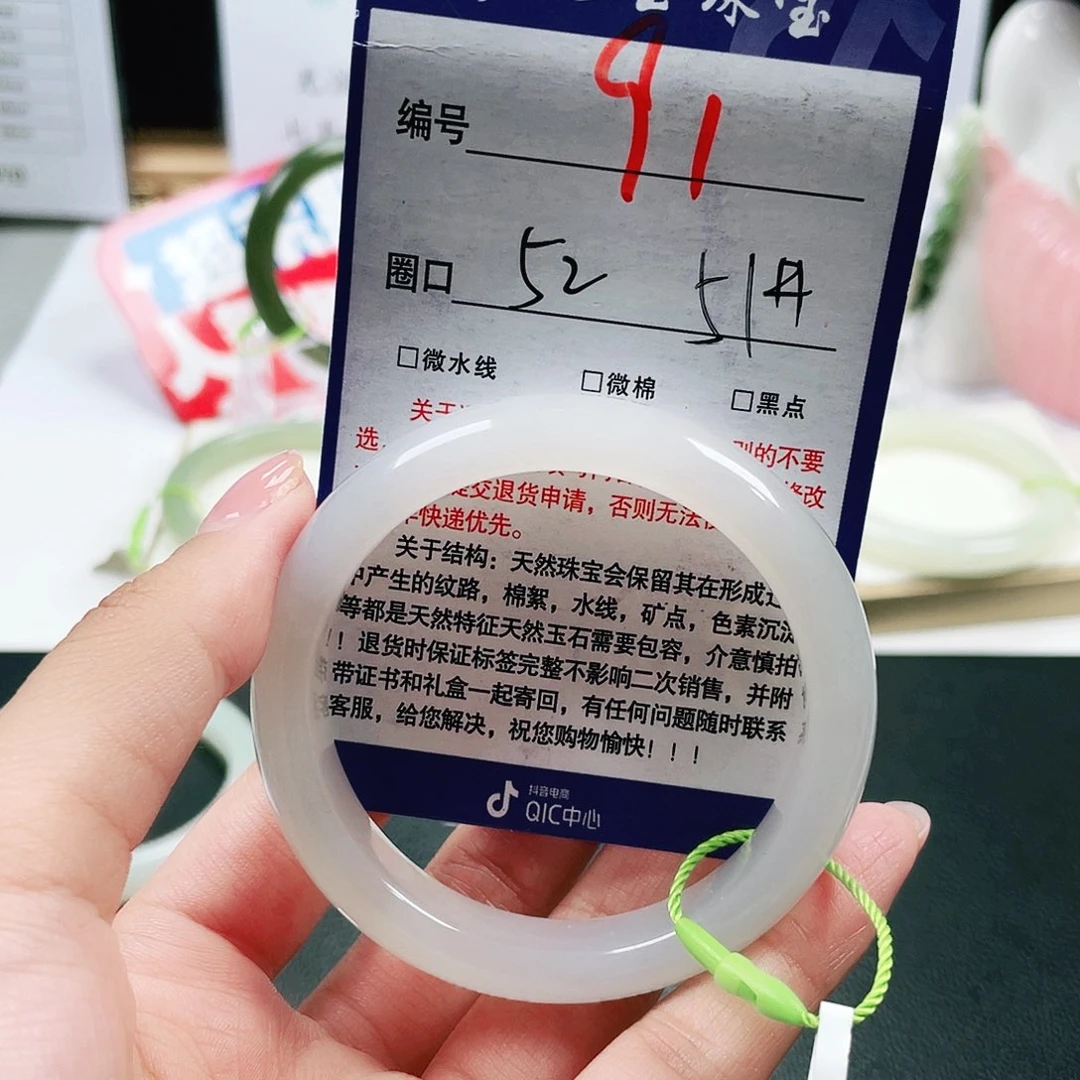 91
编号
圈口 52 51#
□微水线 □微棉 □黑点
关于
选， 别的不要
修改
提交退货申请，否则无法
快递优先。
关于结构：天然珠宝会保留其在形成过
中产生的纹路，棉絮，水线，矿点，色素沉淀
等都是天然特征天然玉石需要包容，介意慎拍
！退货时保证标签完整不影响二次销售，并附
带证书和礼盒一起寄回，有任何问题随时联系
客服，给您解决，祝您购物愉快！！！
抖音电商
QIC中心